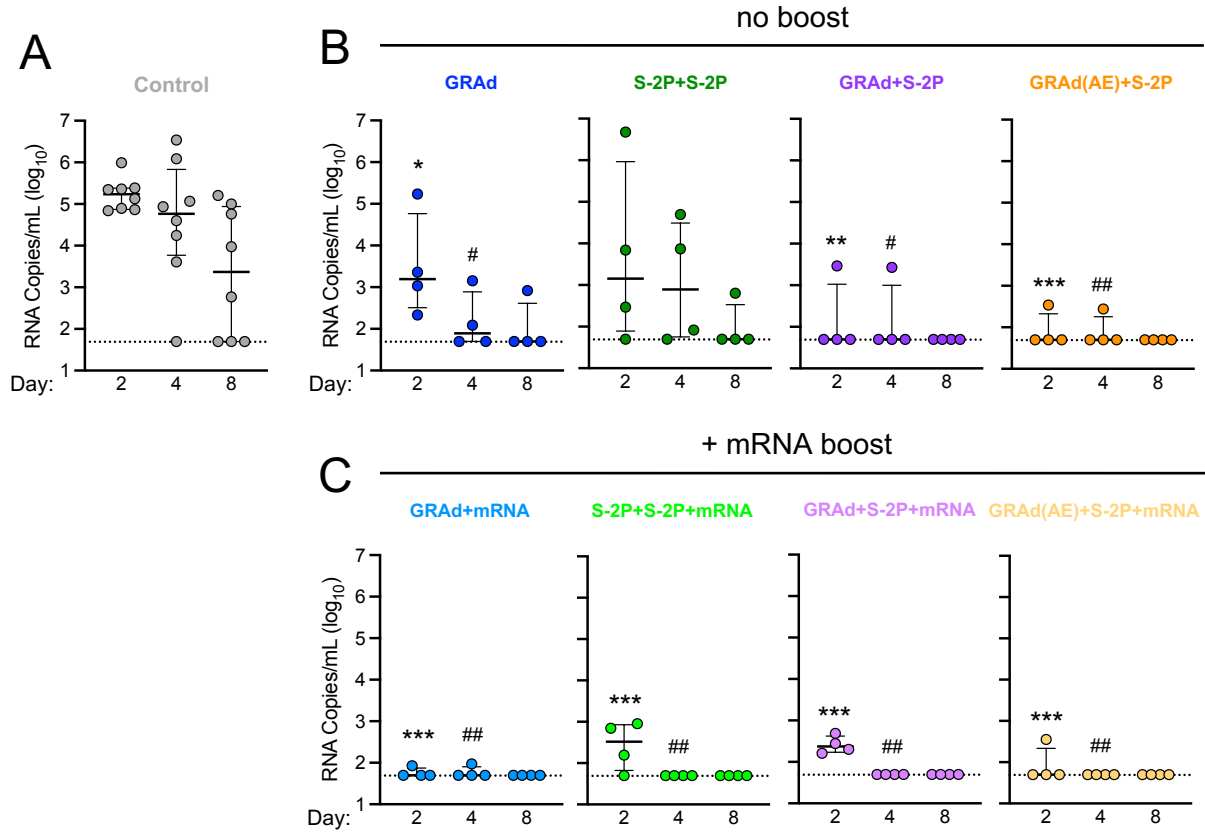 no boost
A
B
Control
GRAd
S-2P+S-2P
GRAd+S-2P
GRAd(AE)+S-2P
RNA Copies/mL (log10)
7
6
5
4
3
2
1
Day:
2 4 8
RNA Copies/mL (log10)
7
6
5
4
3
2
1
*
#
Day:
2 4 8
2 4 8
**
#
2 4 8
***
##
2 4 8
+ mRNA boost
C
GRAd+mRNA
S-2P+S-2P+mRNA
GRAd+S-2P+mRNA
GRAd(AE)+S-2P+mRNA
RNA Copies/mL (log10)
7
6
5
4
3
2
1
***
##
Day:
2 4 8
***
##
2 4 8
***
##
2 4 8
***
##
2 4 8